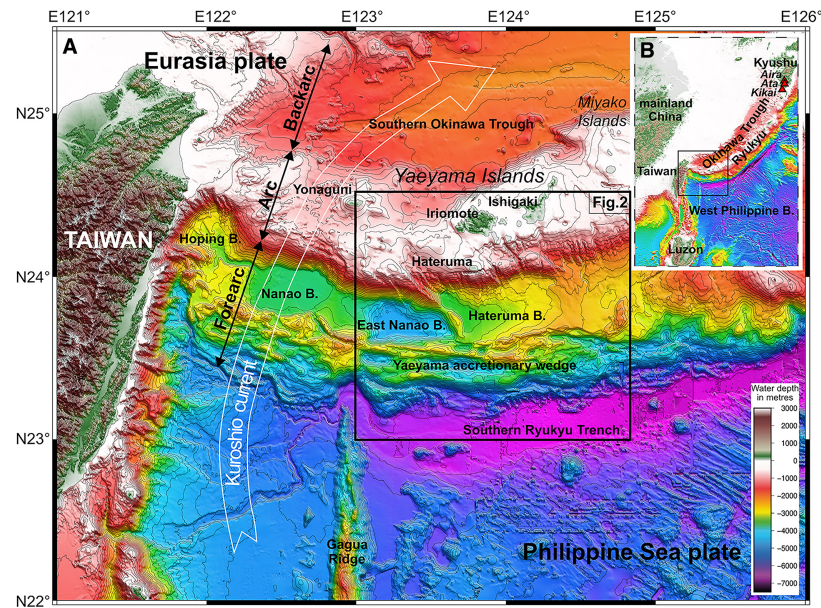 E121° E122° E123° E124° E125° E126°
A
Eurasia plate
Backarc
Southern Okinawa Trough
Miyako
Islands
N25°
Arc
Yonaguni
Yaeyama Islands
Ishigaki
Iriomote
Fig.2
TAIWAN
Hoping B.
Hateruma
N24°
Forearc
Nanao B.
East Nanao B.
Hateruma B.
Yaeyama accretionary wedge
Kuroshio current
N23°
Southern Ryukyu Trench
Gagua
Ridge
Philippine Sea plate
N22°
B
Kyushu
Aira
Ata
Kikai
mainland
China
Okinawa Trough
Ryukyu
Taiwan
West Philippine B.
Luzon
Water depth
in metres
3000
2000
1000
0
-1000
-2000
-3000
-4000
-5000
-6000
-7000